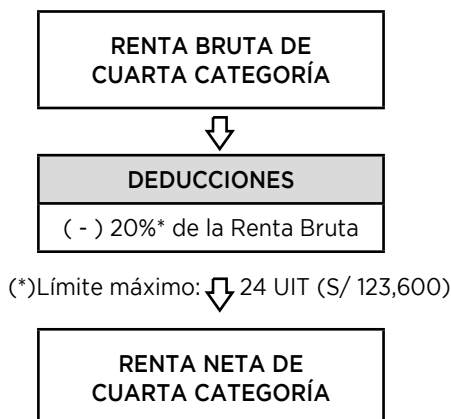 RENTA BRUTA DE
CUARTA CATEGORÍA
DEDUCCIONES
( - ) 20%* de la Renta Bruta
(*)Límite máximo: 24 UIT (S/ 123,600)
RENTA NETA DE
CUARTA CATEGORÍA